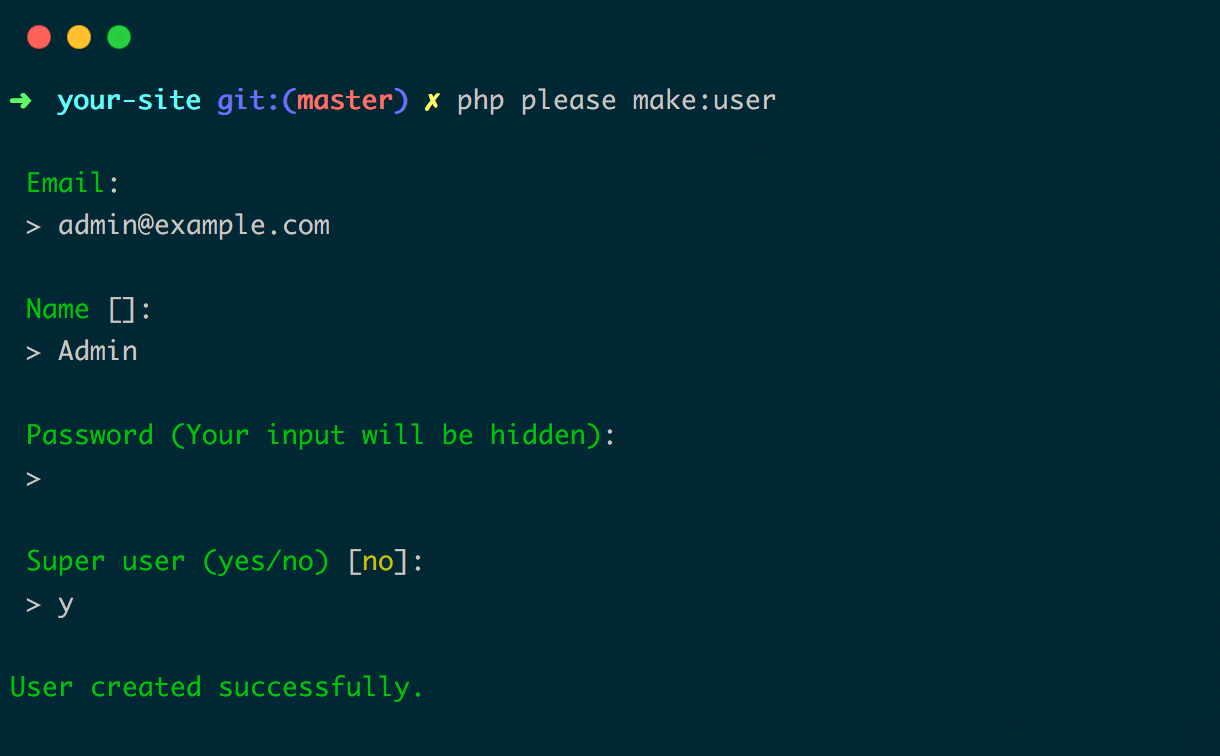 ➜ your-site git:(master) ✗ php please make:user
Email:
> admin@example.com
Name []:
> Admin
Password (Your input will be hidden):
>
Super user (yes/no) [no]:
> y
User created successfully.